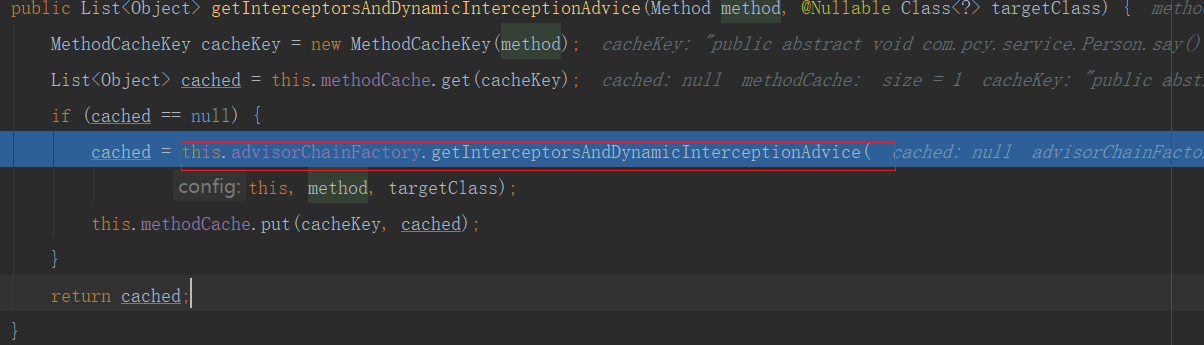 public List<Object> getInterceptorsAndDynamicInterceptionAdvice(Method method, @Nullable Class<?> targetClass) {  meth
MethodCacheKey cacheKey = new MethodCacheKey(method);  cacheKey: "public abstract void com.pcy.service.Person.say()
List<Object> cached = this.methodCache.get(cacheKey);  cached: null  methodCache:  size = 1  cacheKey: "public abst
if (cached == null) {
cached = this.advisorChainFactory.getInterceptorsAndDynamicInterceptionAdvice(  cached: null  advisorChainFactor
config: this, method, targetClass);
this.methodCache.put(cacheKey, cached);
}
return cached;
}